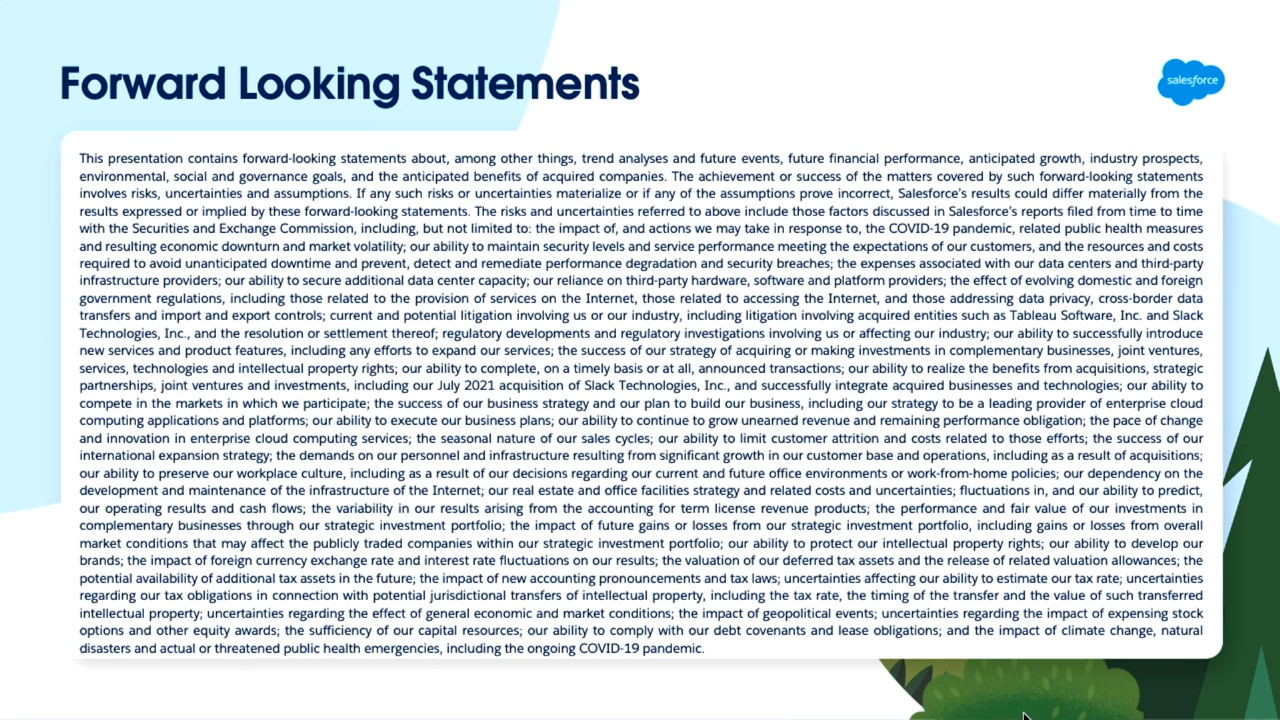 Forward Looking Statements
salesforce
This presentation contains forward-looking statements about, among other things, trend analyses and future events, future financial performance, anticipated growth, industry prospects,
environmental, social and governance goals, and the anticipated benefits of acquired companies. The achievement or success of the matters covered by such forward-looking statements
involves risks, uncertainties and assumptions. If any such risks or uncertainties materialize or if any of the assumptions prove incorrect, Salesforce's results could differ materially from the
results expressed or implied by these forward-looking statements. The risks and uncertainties referred to above include those factors discussed in Salesforce's reports filed from time to time
with the Securities and Exchange Commission, including, but not limited to: the impact of, and actions we may take in response to, the COVID-19 pandemic, related public health measures
and resulting economic downturn and market volatility; our ability to maintain security levels and service performance meeting the expectations of our customers, and the resources and costs
required to avoid unanticipated downtime and prevent, detect and remediate performance degradation and security breaches; the expenses associated with our data centers and third-party
infrastructure providers; our ability to secure additional data center capacity; our reliance on third-party hardware, software and platform providers; the effect of evolving domestic and foreign
government regulations, including those related to the provision of services on the Internet, those related to accessing the Internet, and those addressing data privacy, cross-border data
transfers and import and export controls; current and potential litigation involving us or our industry, including litigation involving acquired entities such as Tableau Software, Inc. and Slack
Technologies, Inc., and the resolution or settlement thereof; regulatory developments and regulatory investigations involving us or affecting our industry; our ability to successfully introduce
new services and product features, including any efforts to expand our services; the success of our strategy of acquiring or making investments in complementary businesses, joint ventures,
services, technologies and intellectual property rights; our ability to complete, on a timely basis or at all, announced transactions; our ability to realize the benefits from acquisitions, strategic
partnerships, joint ventures and investments, including our July 2021 acquisition of Slack Technologies, Inc., and successfully integrate acquired businesses and technologies; our ability to
compete in the markets in which we participate; the success of our business strategy and our plan to build our business, including our strategy to be a leading provider of enterprise cloud
computing applications and platforms; our ability to execute our business plans; our ability to continue to grow unearned revenue and remaining performance obligation; the pace of change
and innovation in enterprise cloud computing services; the seasonal nature of our sales cycles; our ability to limit customer attrition and costs related to those efforts; the success of our
international expansion strategy; the demands on our personnel and infrastructure resulting from significant growth in our customer base and operations, including as a result of acquisitions;
our ability to preserve our workplace culture, including as a result of our decisions regarding our current and future office environments or work-from-home policies; our dependency on the
development and maintenance of the infrastructure of the Internet; our real estate and office facilities strategy and related costs and uncertainties; fluctuations in, and our ability to predict,
our operating results and cash flows; the variability in our results arising from the accounting for term license revenue products; the performance and fair value of our investments in
complementary businesses through our strategic investment portfolio; the impact of future gains or losses from our strategic investment portfolio, including gains or losses from overall
market conditions that may affect the publicly traded companies within our strategic investment portfolio; our ability to protect our intellectual property rights; our ability to develop our
brands; the impact of foreign currency exchange rate and interest rate fluctuations on our results; the valuation of our deferred tax assets and the release of related valuation allowances; the
potential availability of additional tax assets in the future; the impact of new accounting pronouncements and tax laws; uncertainties affecting our ability to estimate our tax rate; uncertainties
regarding our tax obligations in connection with potential jurisdictional transfers of intellectual property, including the tax rate, the timing of the transfer and the value of such transferred
intellectual property; uncertainties regarding the effect of general economic and market conditions; the impact of geopolitical events; uncertainties regarding the impact of expensing stock
options and other equity awards; the sufficiency of our capital resources; our ability to comply with our debt covenants and lease obligations; and the impact of climate change, natural
disasters and actual or threatened public health emergencies, including the ongoing COVID-19 pandemic.